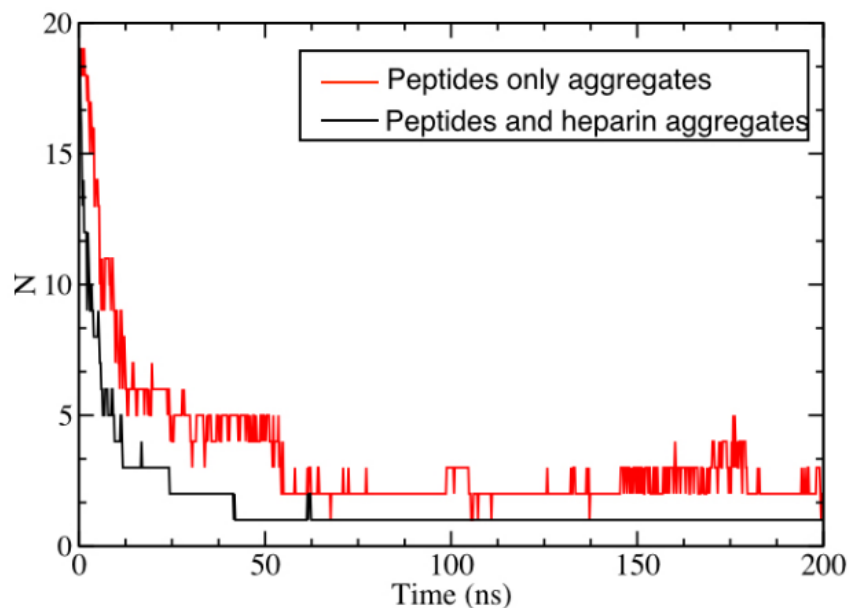 20
Peptides only aggregates
Peptides and heparin aggregates
15
N
10
5
0
0 50 100 150 200
Time (ns)